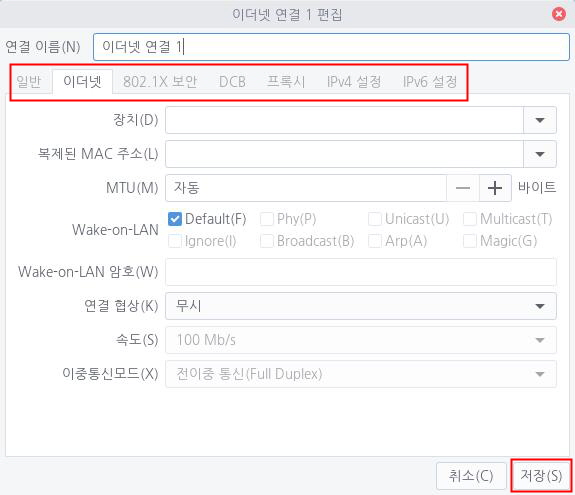 이더넷 연결 1 편집
연결 이름(N) 이더넷 연결 1
일반 이더넷 802.1X 보안 DCB 프록시 IPv4 설정 IPv6 설정
장치(D)
복제된 MAC 주소(L)
MTU(M) 자동 바이트
Wake-on-LAN Default(F) Phy(P) Unicast(U) Multicast(T)
Ignore(I) Broadcast(B) Arp(A) Magic(G)
Wake-on-LAN 암호(W)
연결 협상(K) 무시
속도(S) 100 Mb/s
이중통신모드(X) 전이중 통신(Full Duplex)
취소(C) 저장(S)